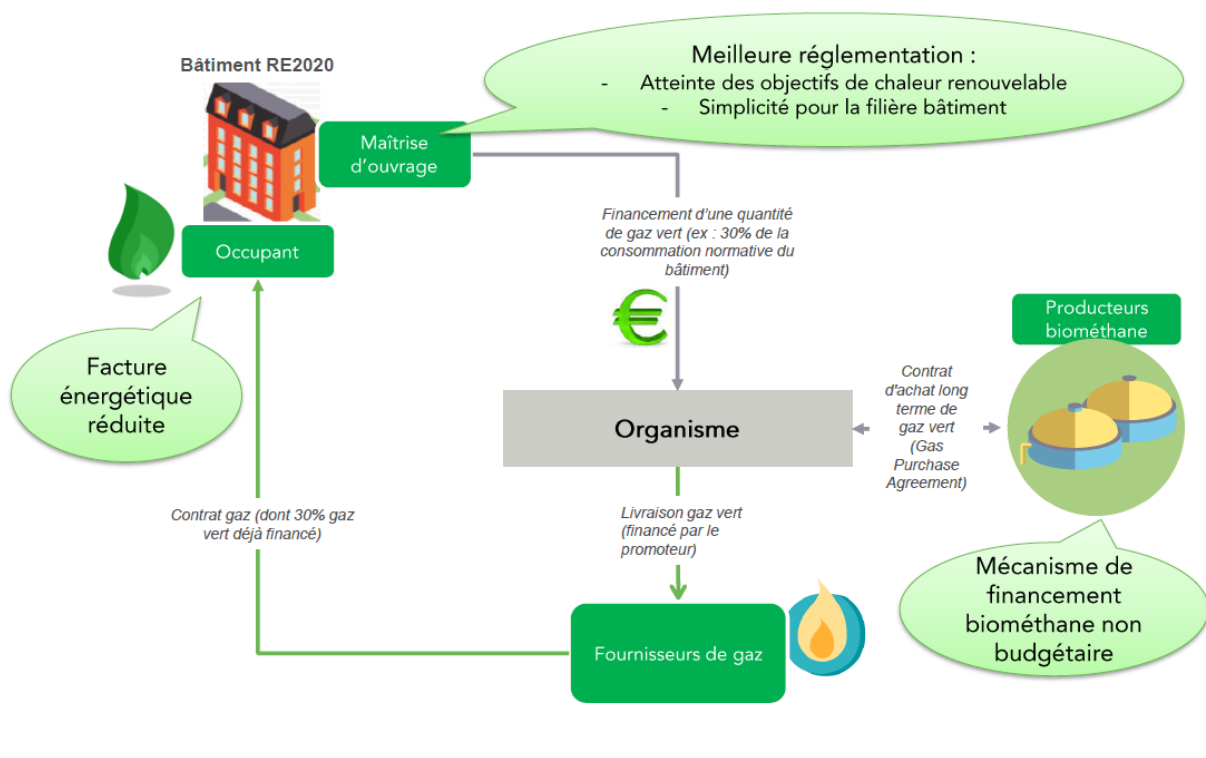 Meilleure réglementation :
- Atteinte des objectifs de chaleur renouvelable
- Simplicité pour la filière bâtiment
Bâtiment RE2020
Maîtrise
d'ouvrage
Occupant
Financement d'une quantité
de gaz vert (ex : 30% de la
consommation normative du
bâtiment)
€
Facture
énergétique
réduite
Producteurs
biométhane
Organisme
Contrat
d'achat long
terme de
gaz vert
(Gas
Purchase
Agreement)
Contrat gaz (dont 30% gaz
vert déjà financé)
Livraison gaz vert
(financé par le
promoteur)
Mécanisme de
financement
biométhane non
budgétaire
Fournisseurs de gaz